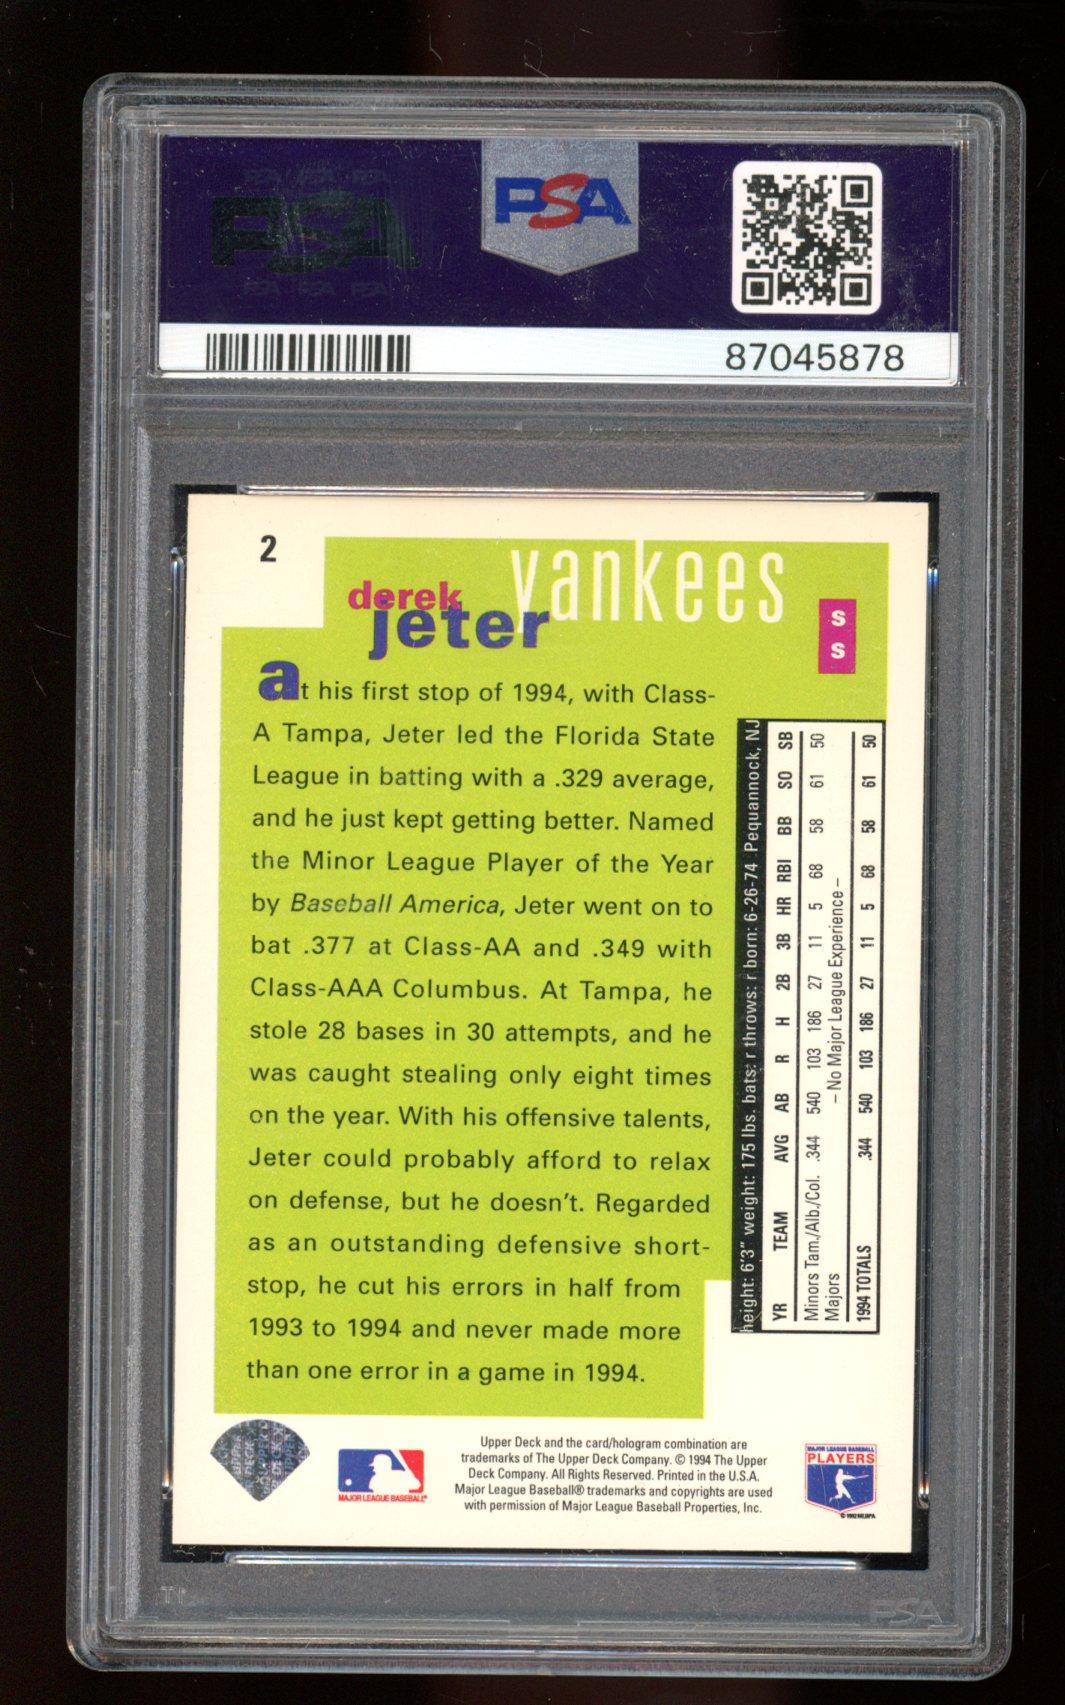 PSA
PSA
87045878
2
yankees
derek
jeter
s
s
at his first stop of 1994, with Class-
A Tampa, Jeter led the Florida State
League in batting with a .329 average,
and he just kept getting better. Named
the Minor League Player of the Year
by Baseball America, Jeter went on to
bat .377 at Class-AA and .349 with
Class-AAA Columbus. At Tampa, he
stole 28 bases in 30 attempts, and he
was caught stealing only eight times
on the year. With his offensive talents,
Jeter could probably afford to relax
on defense, but he doesn't. Regarded
as an outstanding defensive short-
stop, he cut his errors in half from
1993 to 1994 and never made more
than one error in a game in 1994.
height: 6'3" weight: 175 lbs. bats: r throws: r born: 6-26-74 Pequannock, NJ
YR TEAM AVG AB R H 2B 3B HR RBI BB SO SB
Minors Tam./Alb./Col. .344 540 103 186 27 11 5 68 58 61 50
Majors – No Major League Experience –
1994 TOTALS .344 540 103 186 27 11 5 68 58 61 50
MAJOR LEAGUE BASEBALL
Upper Deck and the card/hologram combination are
trademarks of The Upper Deck Company. © 1994 The Upper
Deck Company. All Rights Reserved. Printed in the U.S.A.
Major League Baseball® trademarks and copyrights are used
with permission of Major League Baseball Properties, Inc.
MAJOR LEAGUE BASEBALL
PLAYERS
© 1992 MLBPA
PSA